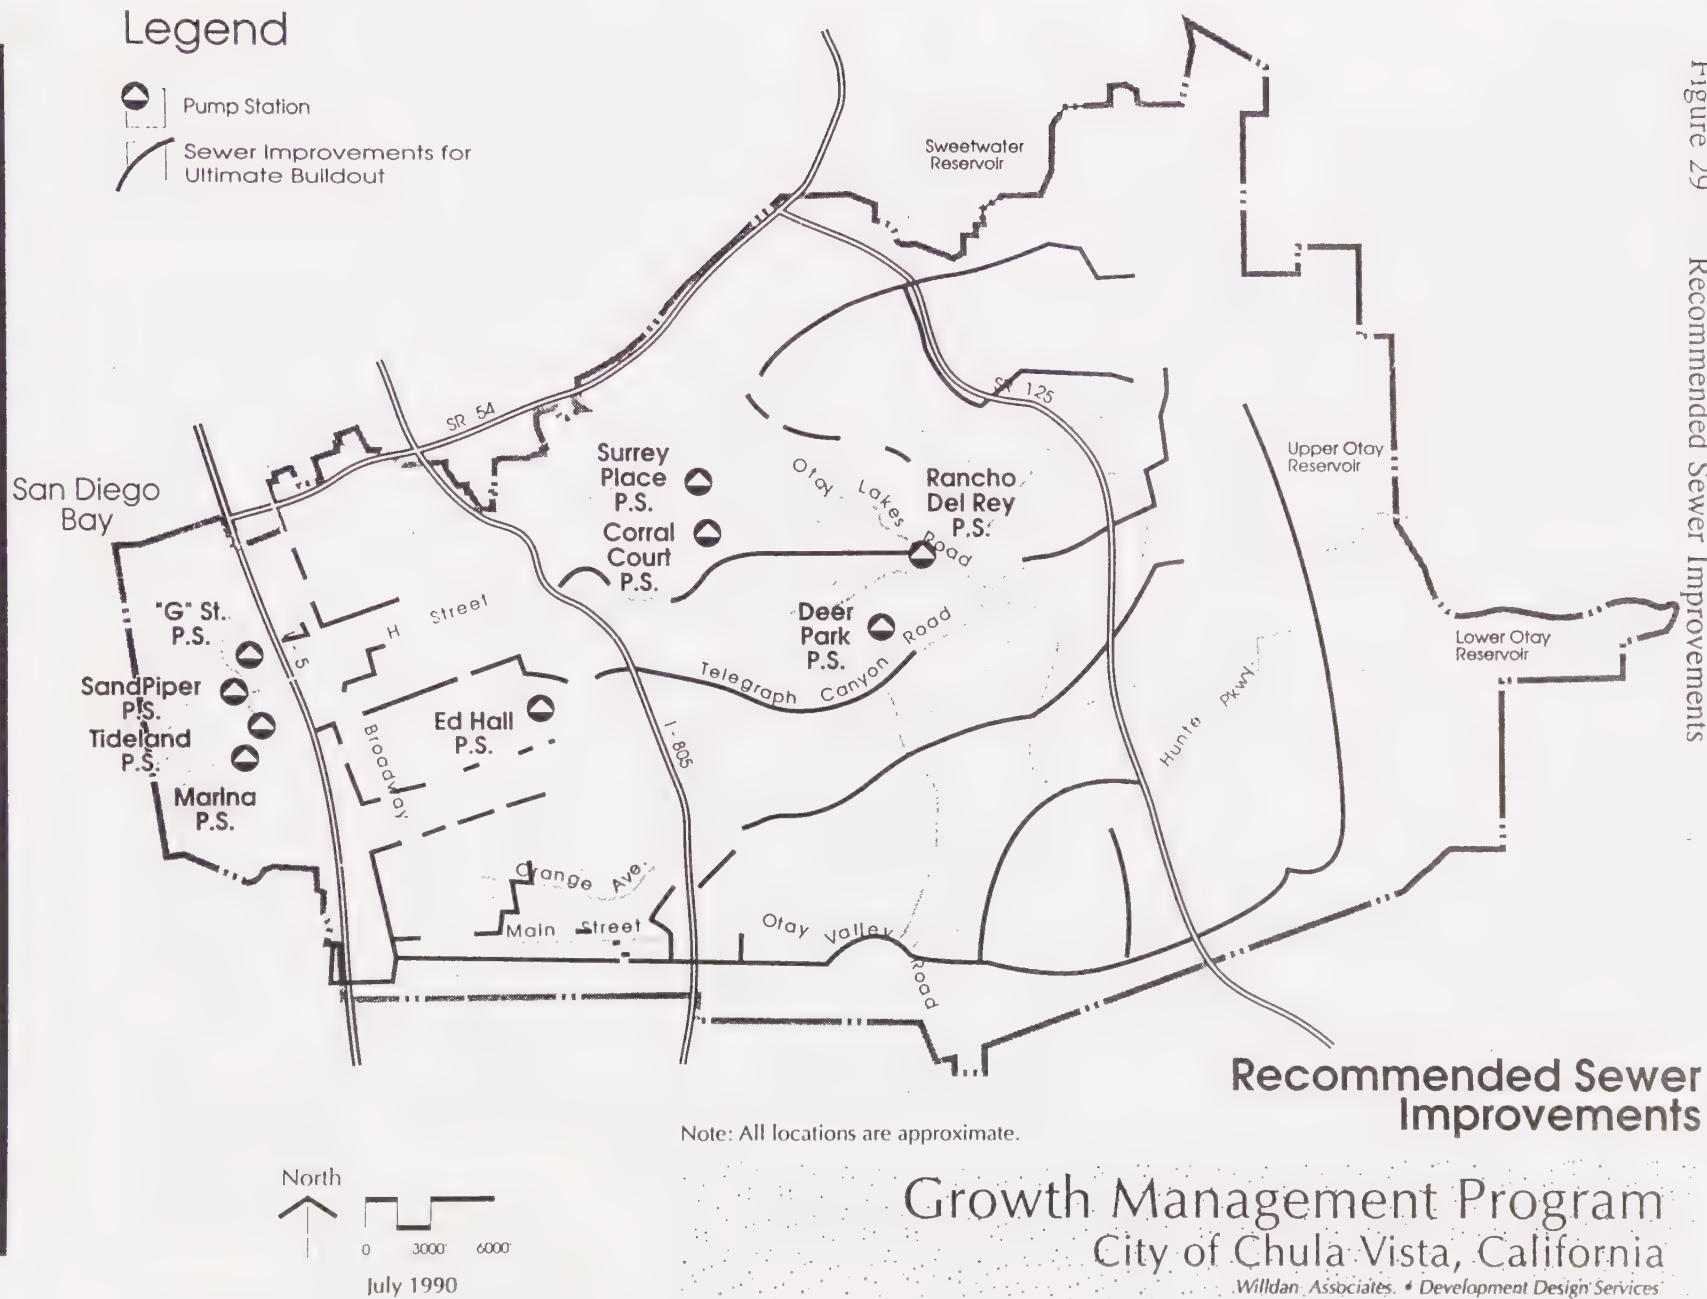 Legend
Pump Station
Sewer Improvements for
Ultimate Buildout
Figure 29 Recommended Sewer Improvements
Sweetwater
Reservoir
SR 54
SR 125
San Diego
Bay
Surrey
Place
P.S.
Corral
Court
P.S.
Otay Lakes Road
Rancho
Del Rey
P.S.
Upper Otay
Reservoir
Lower Otay
Reservoir
"G" St.
P.S.
SandPiper
P.S.
Tideland
P.S.
Marina
P.S.
I-5
H Street
Broadway
Ed Hall
P.S.
I-805
Deer
Park
P.S.
Telegraph Canyon Road
Hunte Pkwy.
Orange Ave.
Main Street
Otay Valley Road
Recommended Sewer
Improvements
Note: All locations are approximate.
North
0 3000' 6000'
July 1990
Growth Management Program
City of Chula Vista, California
Willdan Associates. • Development Design Services